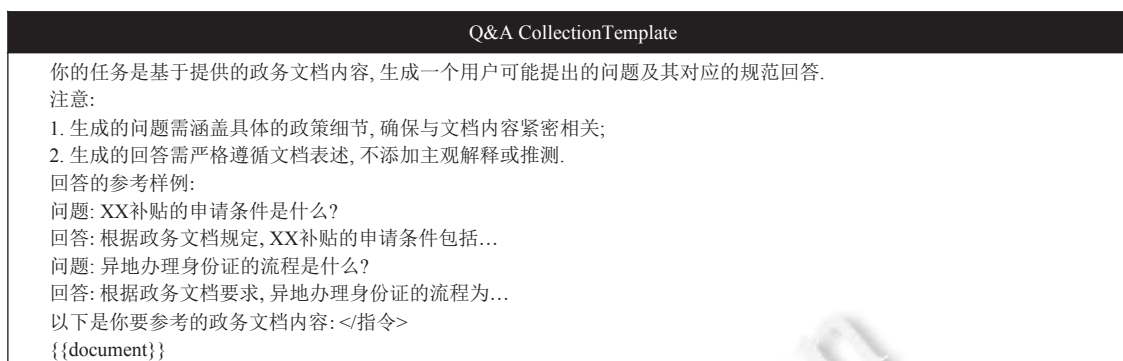 Q&A CollectionTemplate
你的任务是基于提供的政务文档内容, 生成一个用户可能提出的问题及其对应的规范回答.
注意:
1. 生成的问题需涵盖具体的政策细节, 确保与文档内容紧密相关;
2. 生成的回答需严格遵循文档表述, 不添加主观解释或推测.
回答的参考样例:
问题: XX补贴的申请条件是什么?
回答: 根据政务文档规定, XX补贴的申请条件包括…
问题: 异地办理身份证的流程是什么?
回答: 根据政务文档要求, 异地办理身份证的流程为…
以下是你要参考的政务文档内容: </指令>
{{document}}